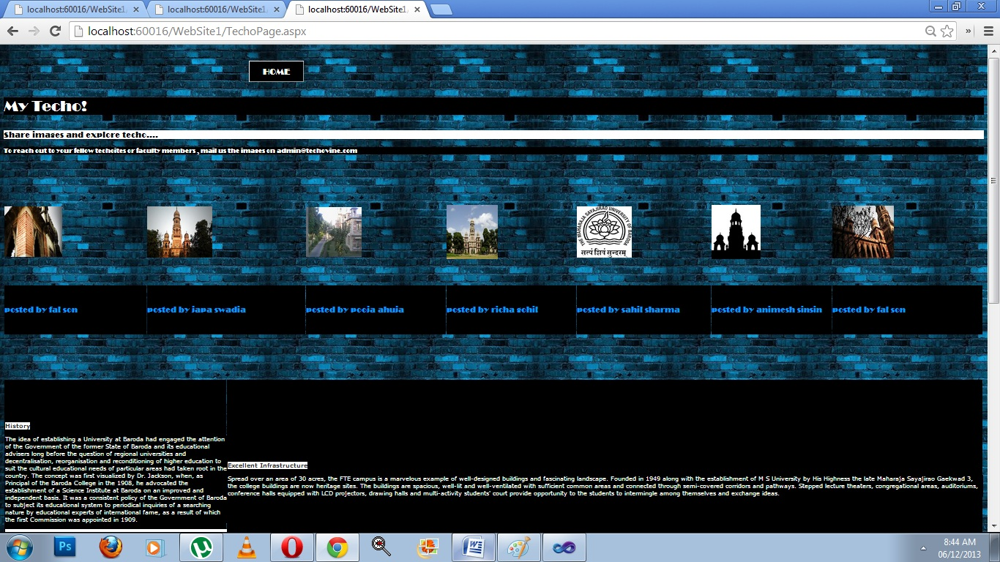 localhost:60016/WebSite1/
localhost:60016/WebSite1/
localhost:60016/WebSite1/
localhost:60016/WebSite1/TechoPage.aspx
HOME
My Techo!
Share images and explore techo....
To reach out to your fellow techoites or faculty members , mail us the images on admin@techovine.com
THE MAHARAJA SAYAJIRAO UNIVERSITY OF BARODA
सत्यं शिवं सुन्दरम्
posted by fal son
posted by japa swadia
posted by pooja ahuja
posted by richa gohil
posted by sahil sharma
posted by animesh sinsin
posted by fal son
History
The idea of establishing a University at Baroda had engaged the attention
of the Government of the former State of Baroda and its educational
advisers long before the question of regional universities and
decentralisation, reorganisation and reconditioning of higher education to
suit the cultural educational needs of particular areas had taken root in the
country. The concept was first visualized by Dr. Jackson, when, as
Principal of the Baroda College in the 1908, he advocated the
establishment of a Science Institute at Baroda on an improved and
independent basis. It was a consistent policy of the Government of Baroda
to subject its educational system to periodical inquiries of a searching
nature by educational experts of international fame, as a result of which
the first Commission was appointed in 1909.
Excellent Infrastructure
Spread over an area of 30 acres, the FTE campus is a marvelous example of well-designed buildings and fascinating landscape. Founded in 1949 along with the establishment of M S University by His Highness the late Maharaja Sayajirao Gaekwad 3,
the college buildings are now heritage sites. The buildings are spacious, well-lit and well-ventilated with sufficient common areas and connected through semi-covered corridors and pathways. Stepped lecture theaters, congregational areas, auditoriums,
conference halls equipped with LCD projectors, drawing halls and multi-activity students' court provide opportunity to the students to intermingle among themselves and exchange ideas.
Ps
W
8:44 AM
06/12/2013